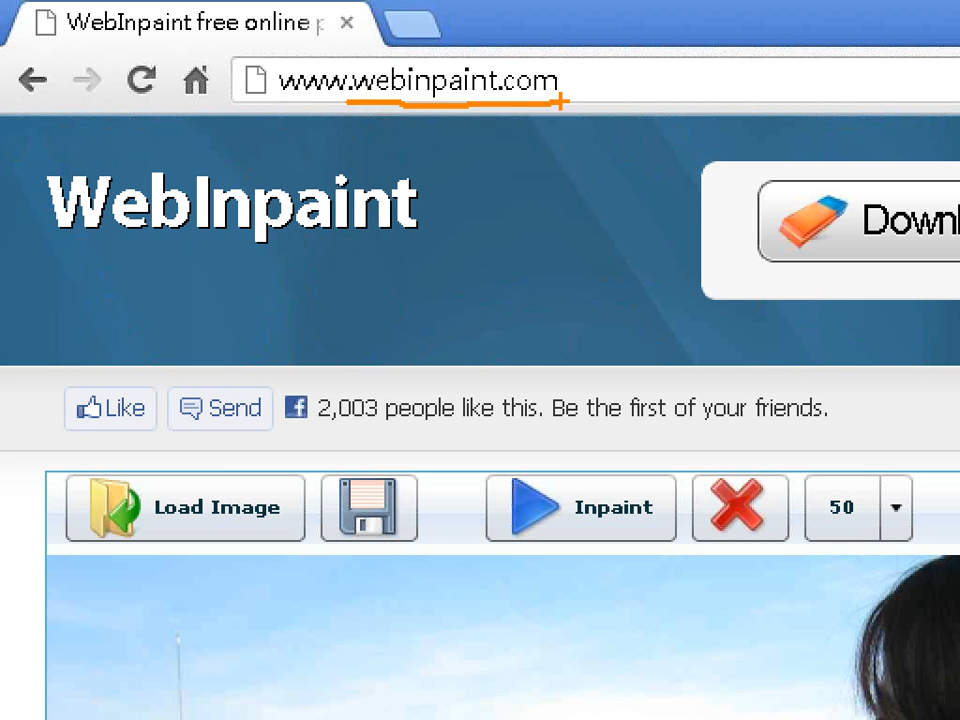 WebInpaint free online
www.webinpaint.com
WebInpaint
Like Send 2,003 people like this. Be the first of your friends.
Load Image Inpaint 50